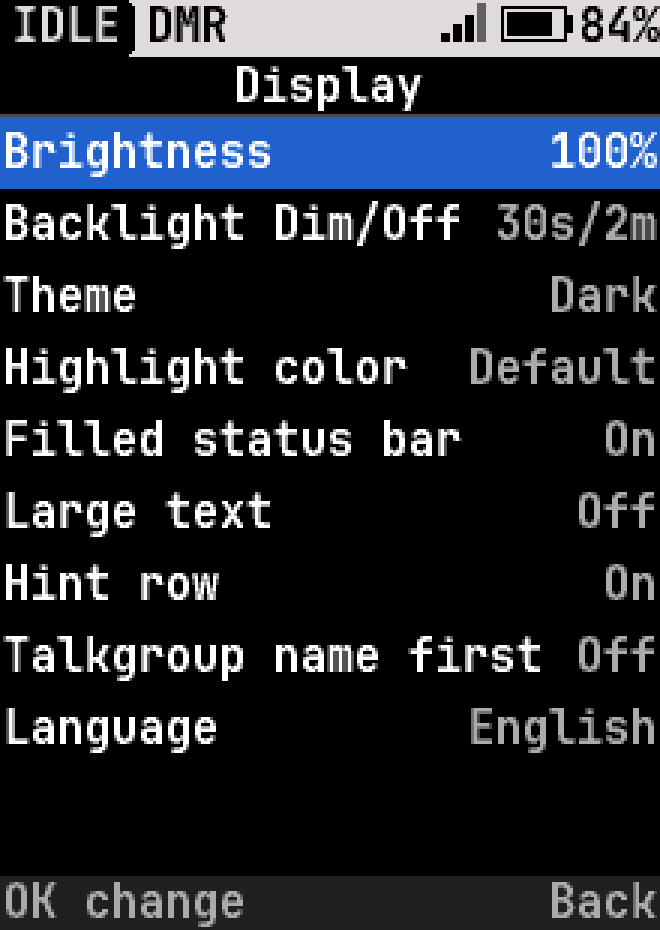 IDLE DMR 84%
Display
Brightness 100%
Backlight Dim/Off 30s/2m
Theme Dark
Highlight color Default
Filled status bar On
Large text Off
Hint row On
Talkgroup name first Off
Language English
OK change Back